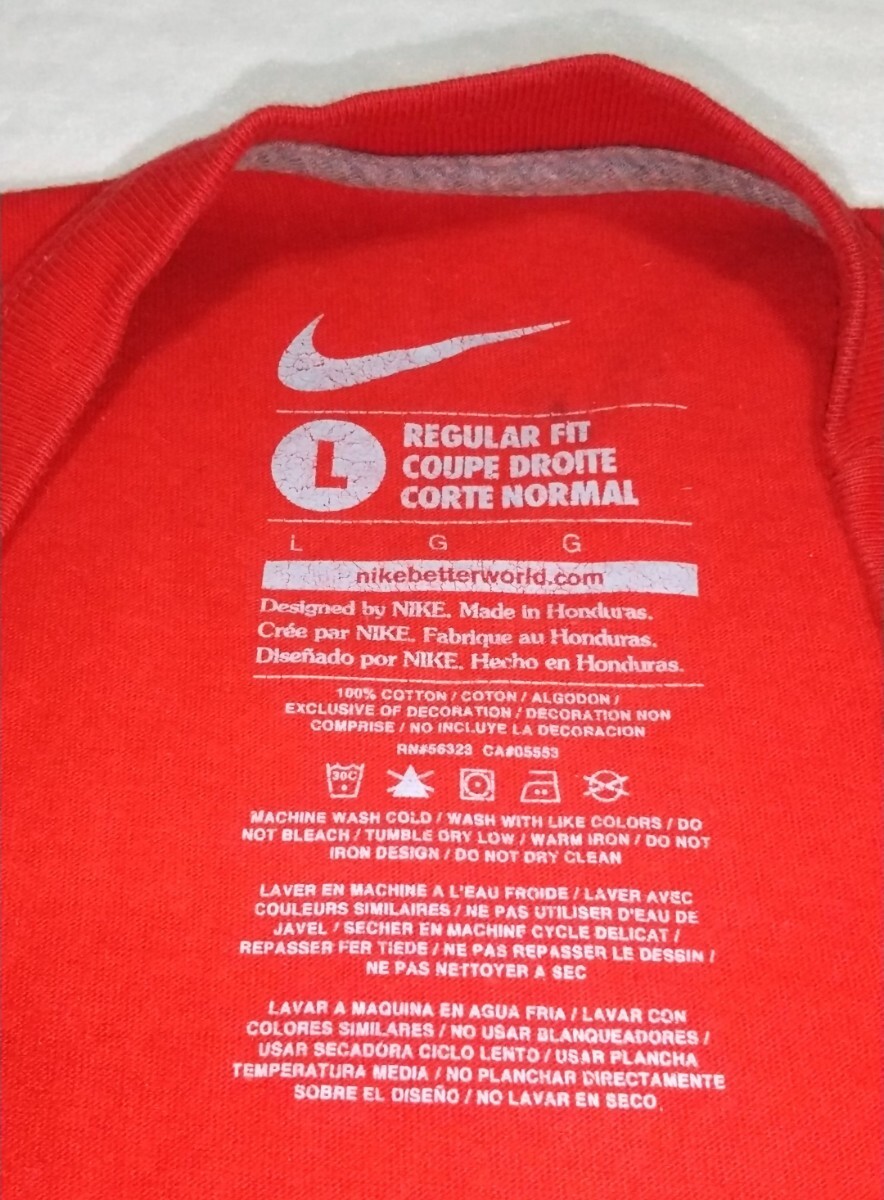 L
REGULAR FIT
COUPE DROITE
CORTE NORMAL
L G G
nikebetterworld.com
Designed by NIKE. Made in Honduras.
Crée par NIKE. Fabrique au Honduras.
Diseñado por NIKE. Hecho en Honduras.
100% COTTON / COTON / ALGODON /
EXCLUSIVE OF DECORATION / DECORATION NON
COMPRISE / NO INCLUYE LA DECORACION
RN#56323 CA#05553
30C
MACHINE WASH COLD / WASH WITH LIKE COLORS / DO
NOT BLEACH / TUMBLE DRY LOW / WARM IRON / DO NOT
IRON DESIGN / DO NOT DRY CLEAN
LAVER EN MACHINE A L'EAU FROIDE / LAVER AVEC
COULEURS SIMILAIRES / NE PAS UTILISER D'EAU DE
JAVEL / SECHER EN MACHINE CYCLE DELICAT /
REPASSER FER TIEDE / NE PAS REPASSER LE DESSIN /
NE PAS NETTOYER A SEC
LAVAR A MAQUINA EN AGUA FRIA / LAVAR CON
COLORES SIMILARES / NO USAR BLANQUEADORES /
USAR SECADORA CICLO LENTO / USAR PLANCHA
TEMPERATURA MEDIA / NO PLANCHAR DIRECTAMENTE
SOBRE EL DISEÑO / NO LAVAR EN SECO.